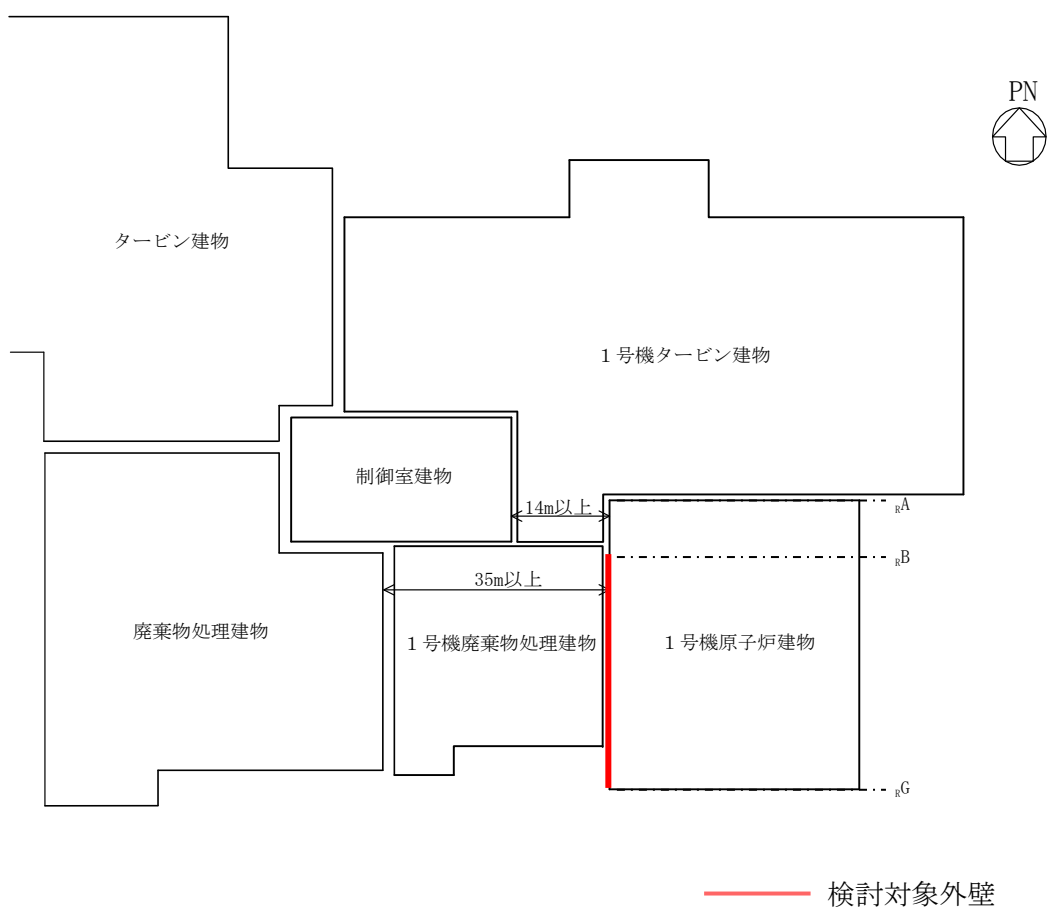 PN
タービン建物
１号機タービン建物
制御室建物
14m以上
RA
RB
35m以上
廃棄物処理建物
１号機廃棄物処理建物
１号機原子炉建物
RG
検討対象外壁